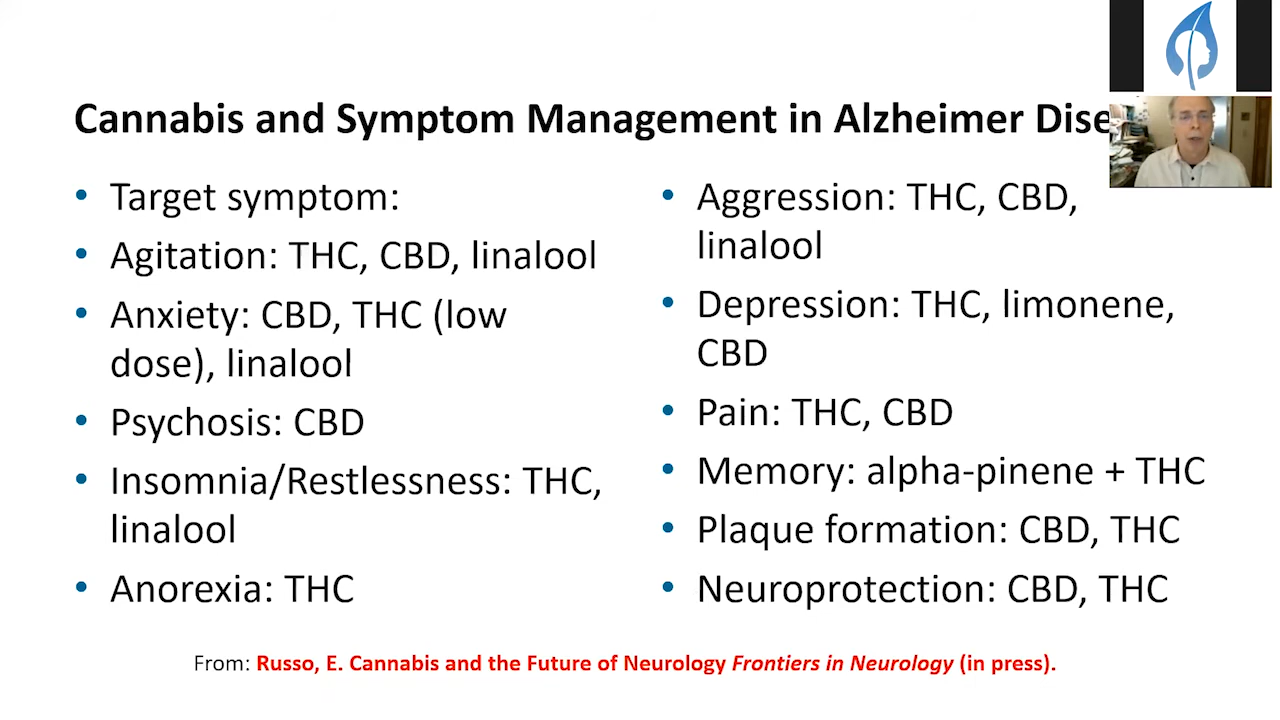 Cannabis and Symptom Management in Alzheimer Dise
• Target symptom:
• Agitation: THC, CBD, linalool
• Anxiety: CBD, THC (low
dose), linalool
• Psychosis: CBD
• Insomnia/Restlessness: THC,
linalool
• Anorexia: THC
• Aggression: THC, CBD,
linalool
• Depression: THC, limonene,
CBD
• Pain: THC, CBD
• Memory: alpha-pinene + THC
• Plaque formation: CBD, THC
• Neuroprotection: CBD, THC
From: Russo, E. Cannabis and the Future of Neurology Frontiers in Neurology (in press).